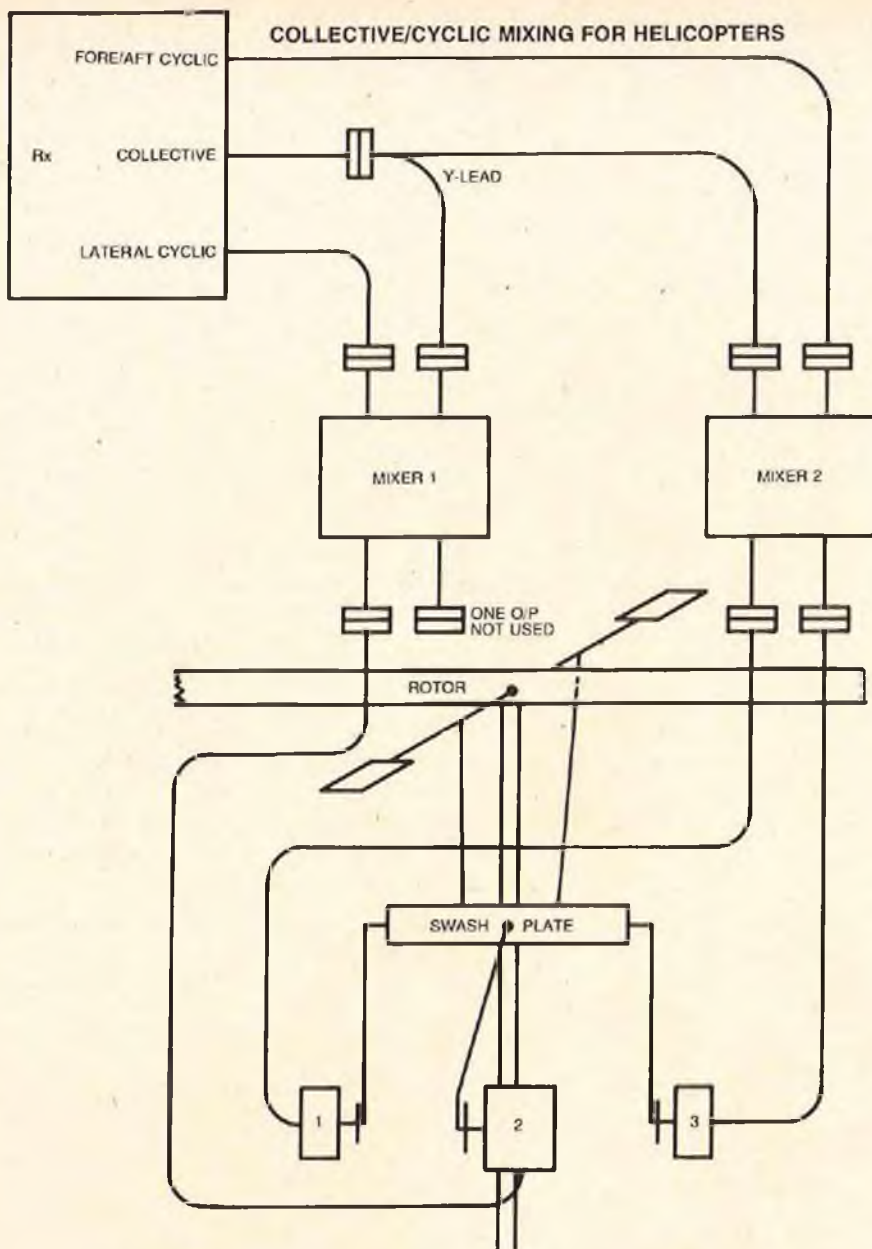 COLLECTIVE/CYCLIC MIXING FOR HELICOPTERS
FORE/AFT CYCLIC
Rx COLLECTIVE
Y-LEAD
LATERAL CYCLIC
MIXER 1
MIXER 2
ONE O/P
NOT USED
ROTOR
SWASH PLATE
1
2
3